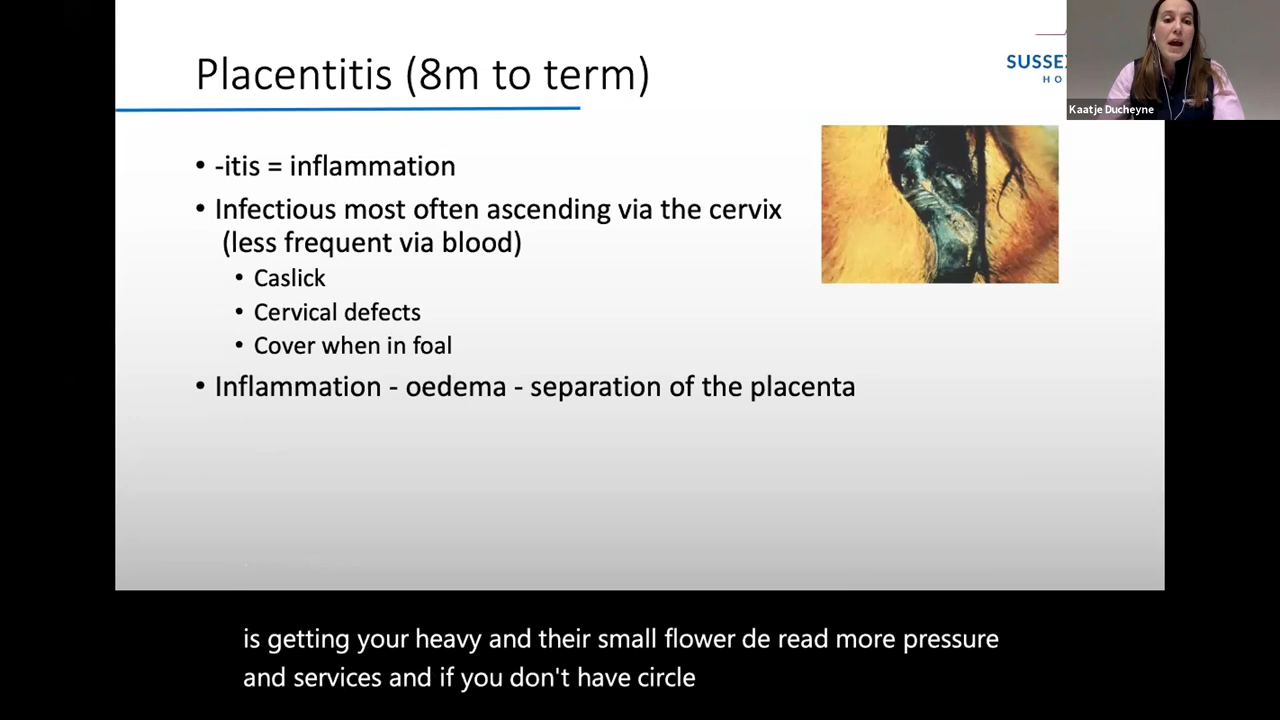 Placentitis (8m to term)
SUSSE
HO
Kaatje Ducheyne
• -itis = inflammation
• Infectious most often ascending via the cervix
(less frequent via blood)
• Caslick
• Cervical defects
• Cover when in foal
• Inflammation - oedema - separation of the placenta
is getting your heavy and their small flower de read more pressure
and services and if you don't have circle